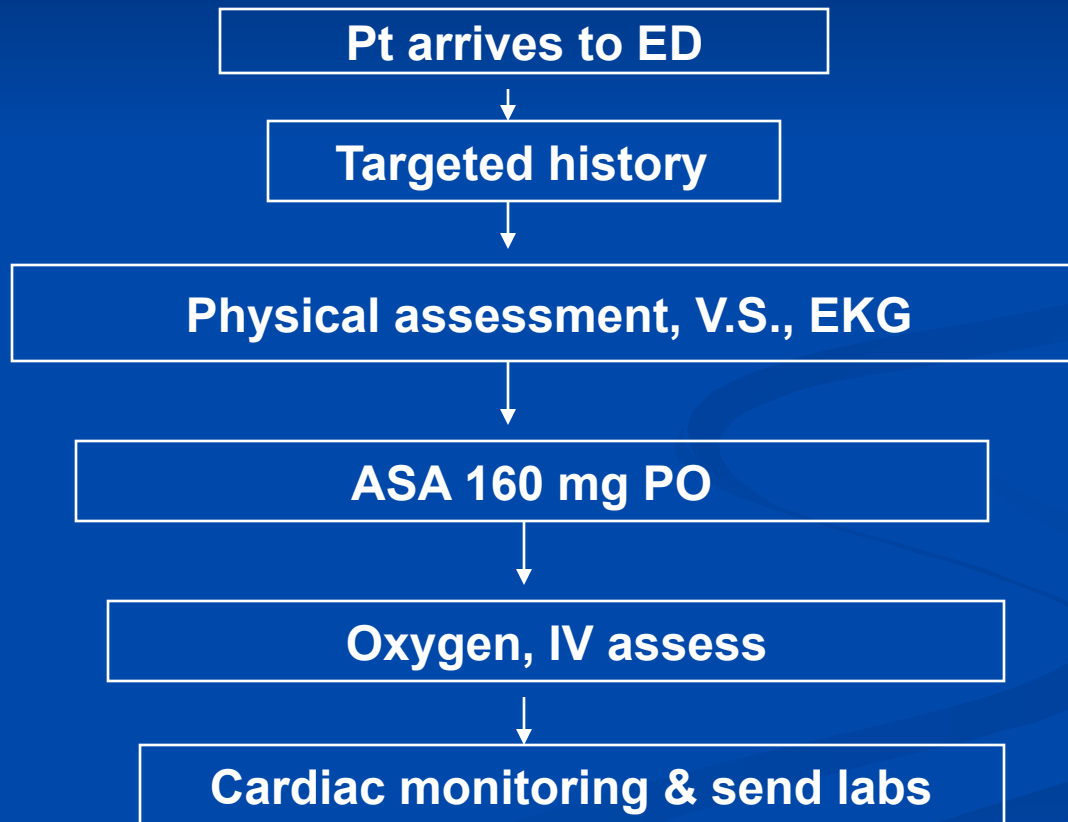 Pt arrives to ED
Targeted history
Physical assessment, V.S., EKG
ASA 160 mg PO
Oxygen, IV assess
Cardiac monitoring & send labs